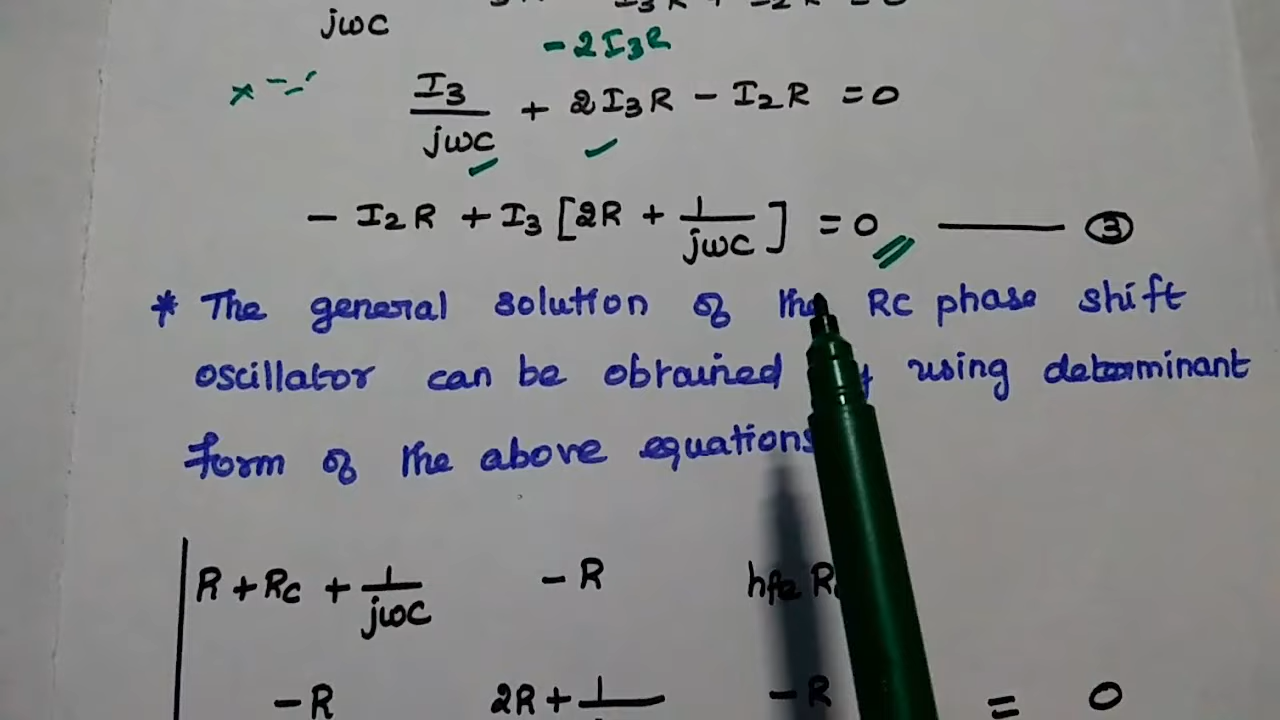 jωC
- 2I3R
I3/jωC + 2I3R - I2R = 0
- I2R + I3 [2R + 1/jωC] = 0 ——— ③
* The general solution of the RC phase shift
oscillator can be obtained using determinant
form of the above equations
R + RC + 1/jωC - R hfe R
- R 2R + 1 - R = 0